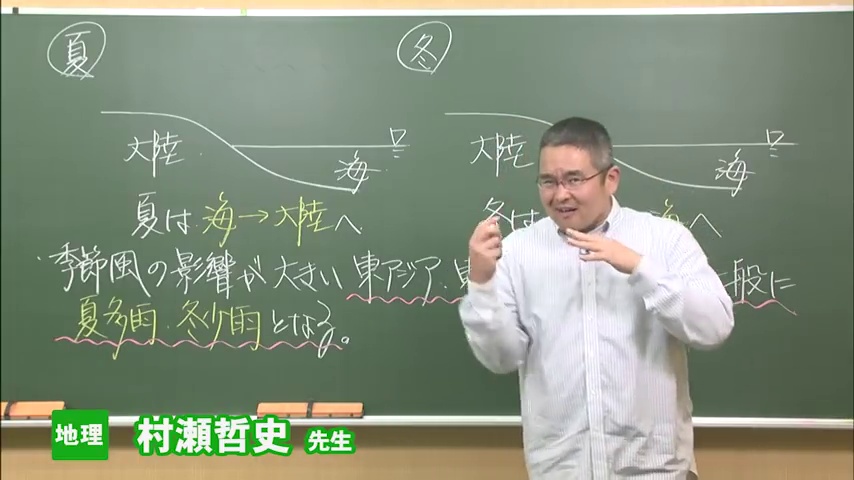 夏
冬
大陸
海
大陸
海
夏は 海→大陸へ
冬は 海へ
季節風の影響が大きい 東アジア・東 一般に
夏多雨・冬少雨となる。
地理 村瀬哲史 先生